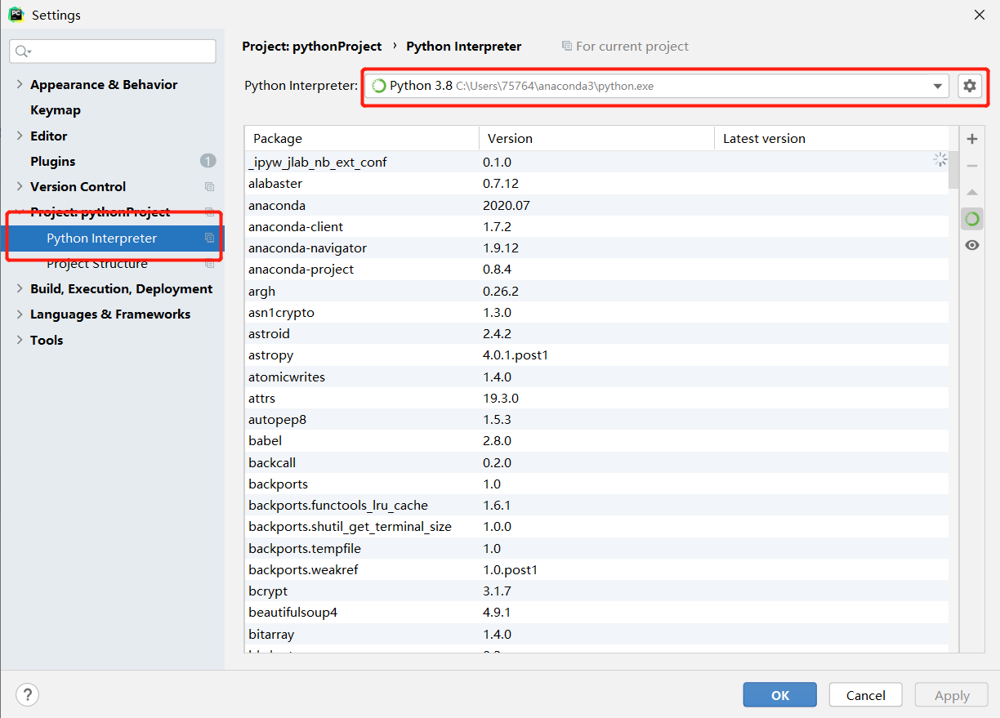 PC
Settings
Project: pythonProject › Python Interpreter For current project
Python Interpreter: Python 3.8 C:\Users\75764\anaconda3\python.exe
Appearance & Behavior
Keymap
Editor
Plugins 1
Version Control
Project: pythonProject
Python Interpreter
Project Structure
Build, Execution, Deployment
Languages & Frameworks
Tools
Package Version Latest version
_ipyw_jlab_nb_ext_conf 0.1.0
alabaster 0.7.12
anaconda 2020.07
anaconda-client 1.7.2
anaconda-navigator 1.9.12
anaconda-project 0.8.4
argh 0.26.2
asn1crypto 1.3.0
astroid 2.4.2
astropy 4.0.1.post1
atomicwrites 1.4.0
attrs 19.3.0
autopep8 1.5.3
babel 2.8.0
backcall 0.2.0
backports 1.0
backports.functools_lru_cache 1.6.1
backports.shutil_get_terminal_size 1.0.0
backports.tempfile 1.0
backports.weakref 1.0.post1
bcrypt 3.1.7
beautifulsoup4 4.9.1
bitarray 1.4.0
? OK Cancel Apply